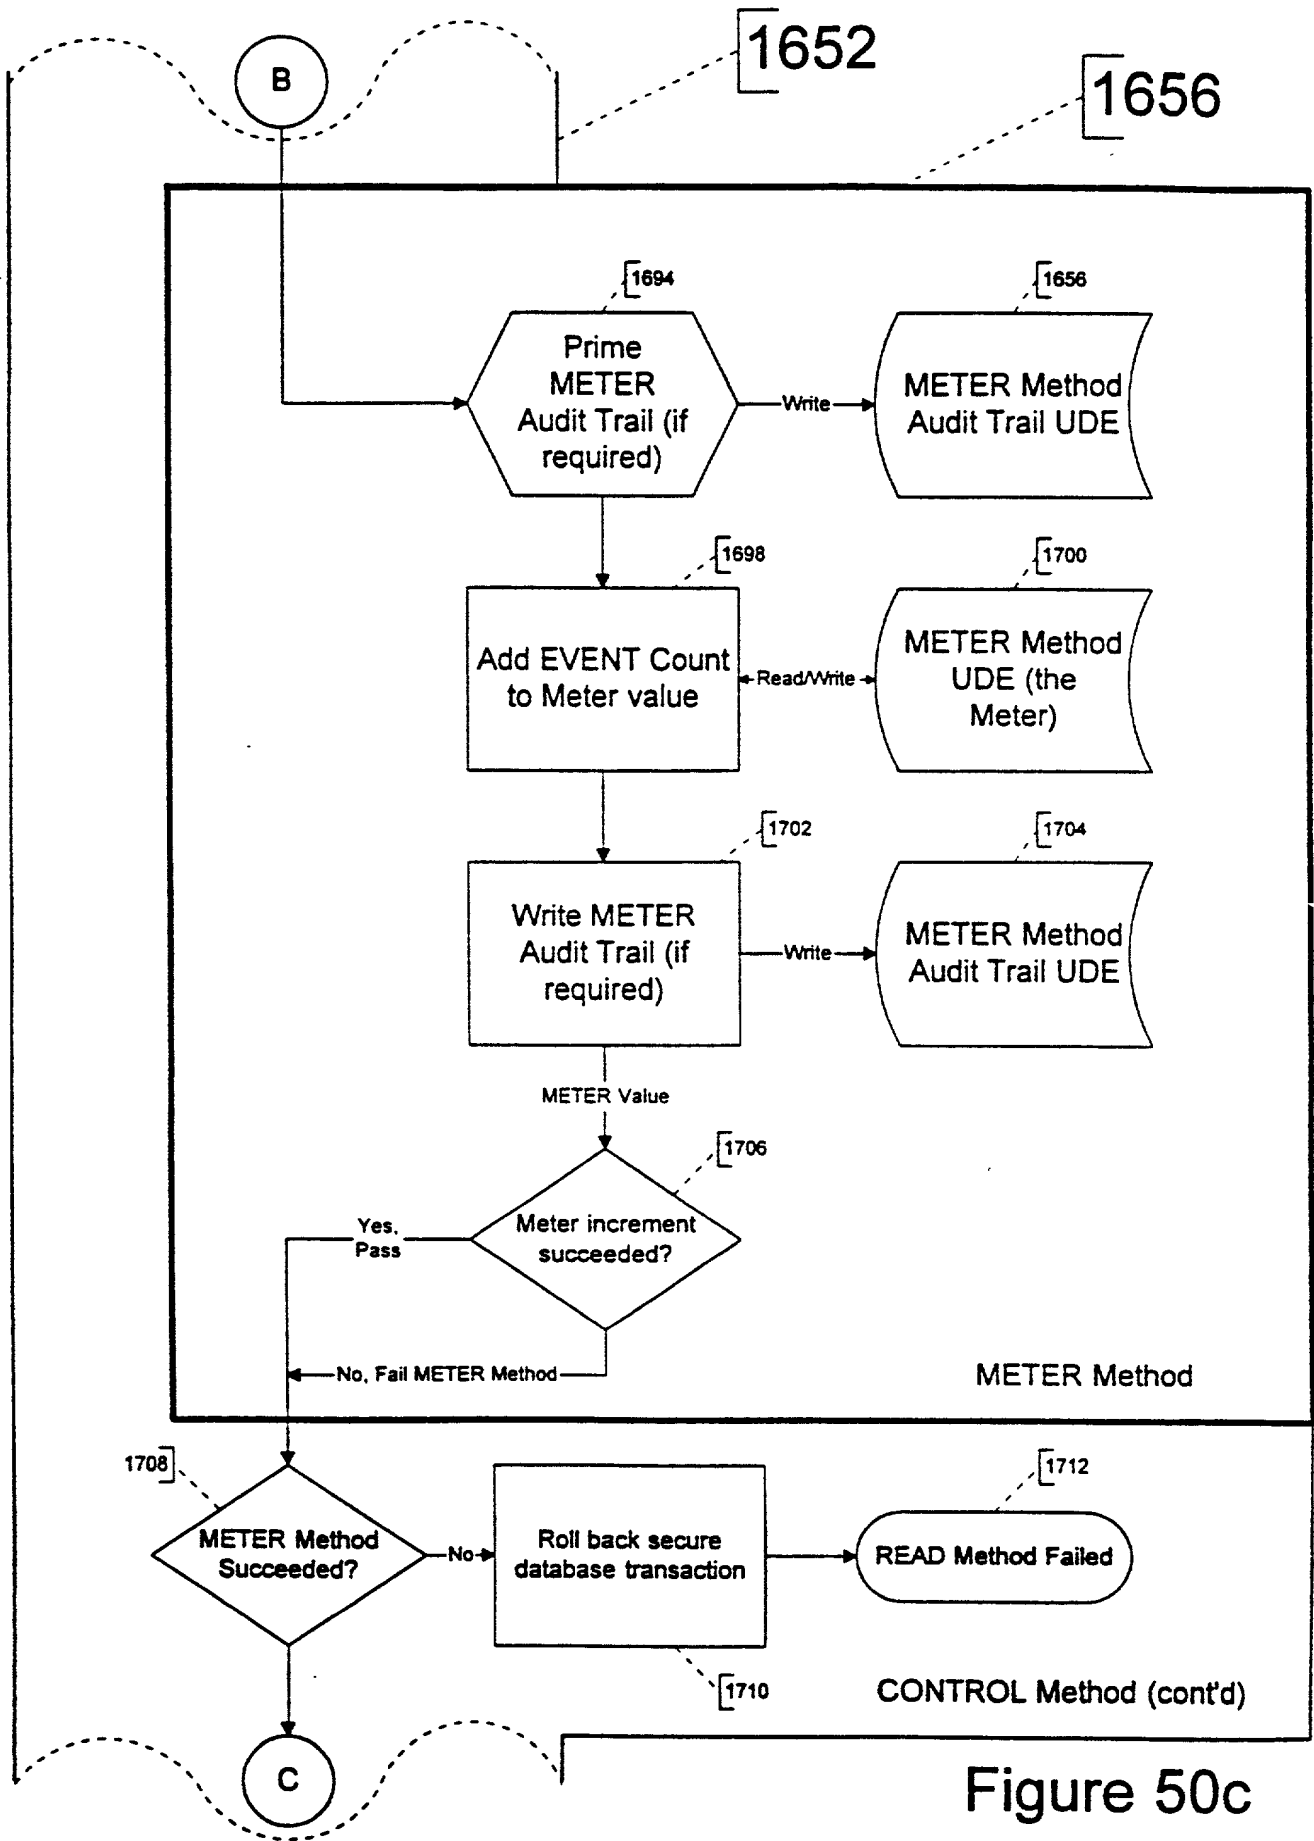 1652
B
1656
1694
1656
Prime
METER
Audit Trail (if
required)
Write
METER Method
Audit Trail UDE
1698
1700
Add EVENT Count
to Meter value
Read/Write
METER Method
UDE (the
Meter)
1702
1704
Write METER
Audit Trail (if
required)
Write
METER Method
Audit Trail UDE
METER Value
1706
Meter increment
succeeded?
Yes,
Pass
No, Fail METER Method
METER Method
1708
1712
METER Method
Succeeded?
No
Roll back secure
database transaction
READ Method Failed
1710
CONTROL Method (cont'd)
C
Figure 50c